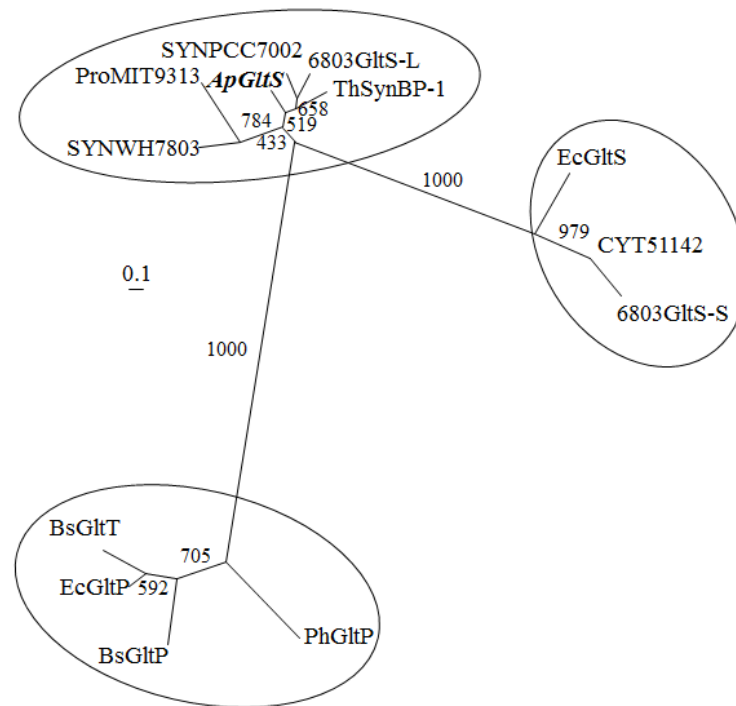 SYNPCC7002
6803GltS-L
ProMIT9313
ApGltS
ThSynBP-1
658
784
519
SYNWH7803
433
EcGltS
1000
979
CYT51142
0.1
6803GltS-S
1000
BsGltT
705
EcGltP
592
BsGltP
PhGltP